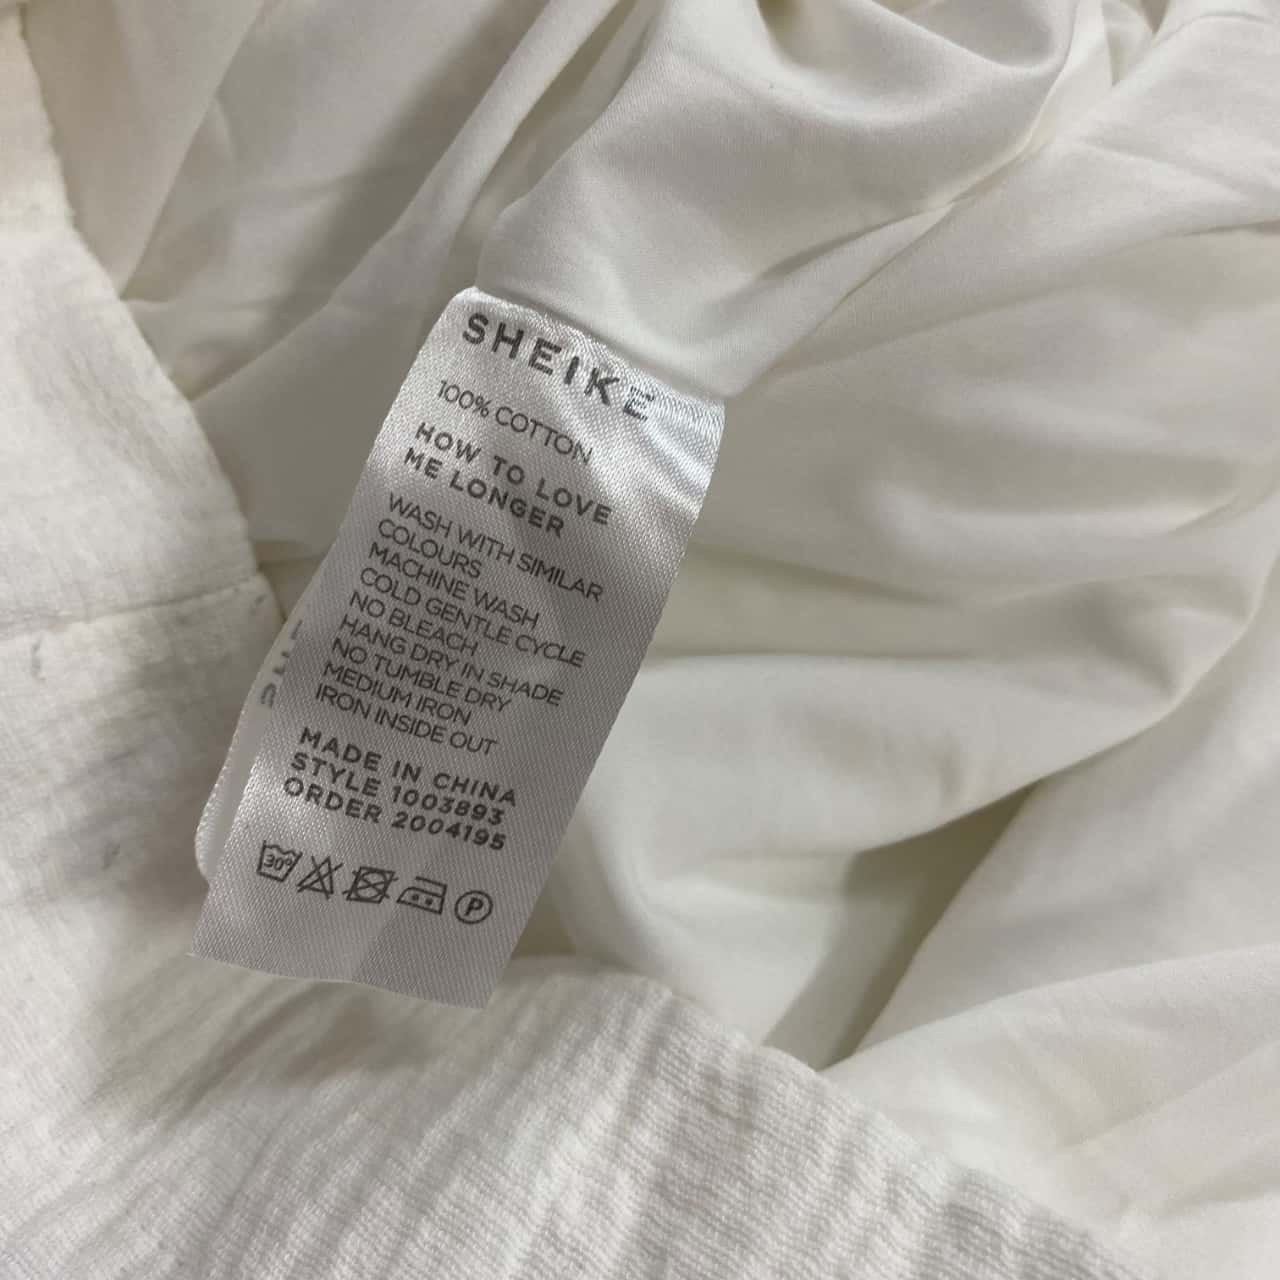 SHEIKE
100% COTTON
HOW TO LOVE
ME LONGER
WASH WITH SIMILAR
COLOURS
MACHINE WASH
COLD GENTLE CYCLE
NO BLEACH
HANG DRY IN SHADE
NO TUMBLE DRY
MEDIUM IRON
IRON INSIDE OUT
MADE IN CHINA
STYLE 1003893
ORDER 2004195
30° P